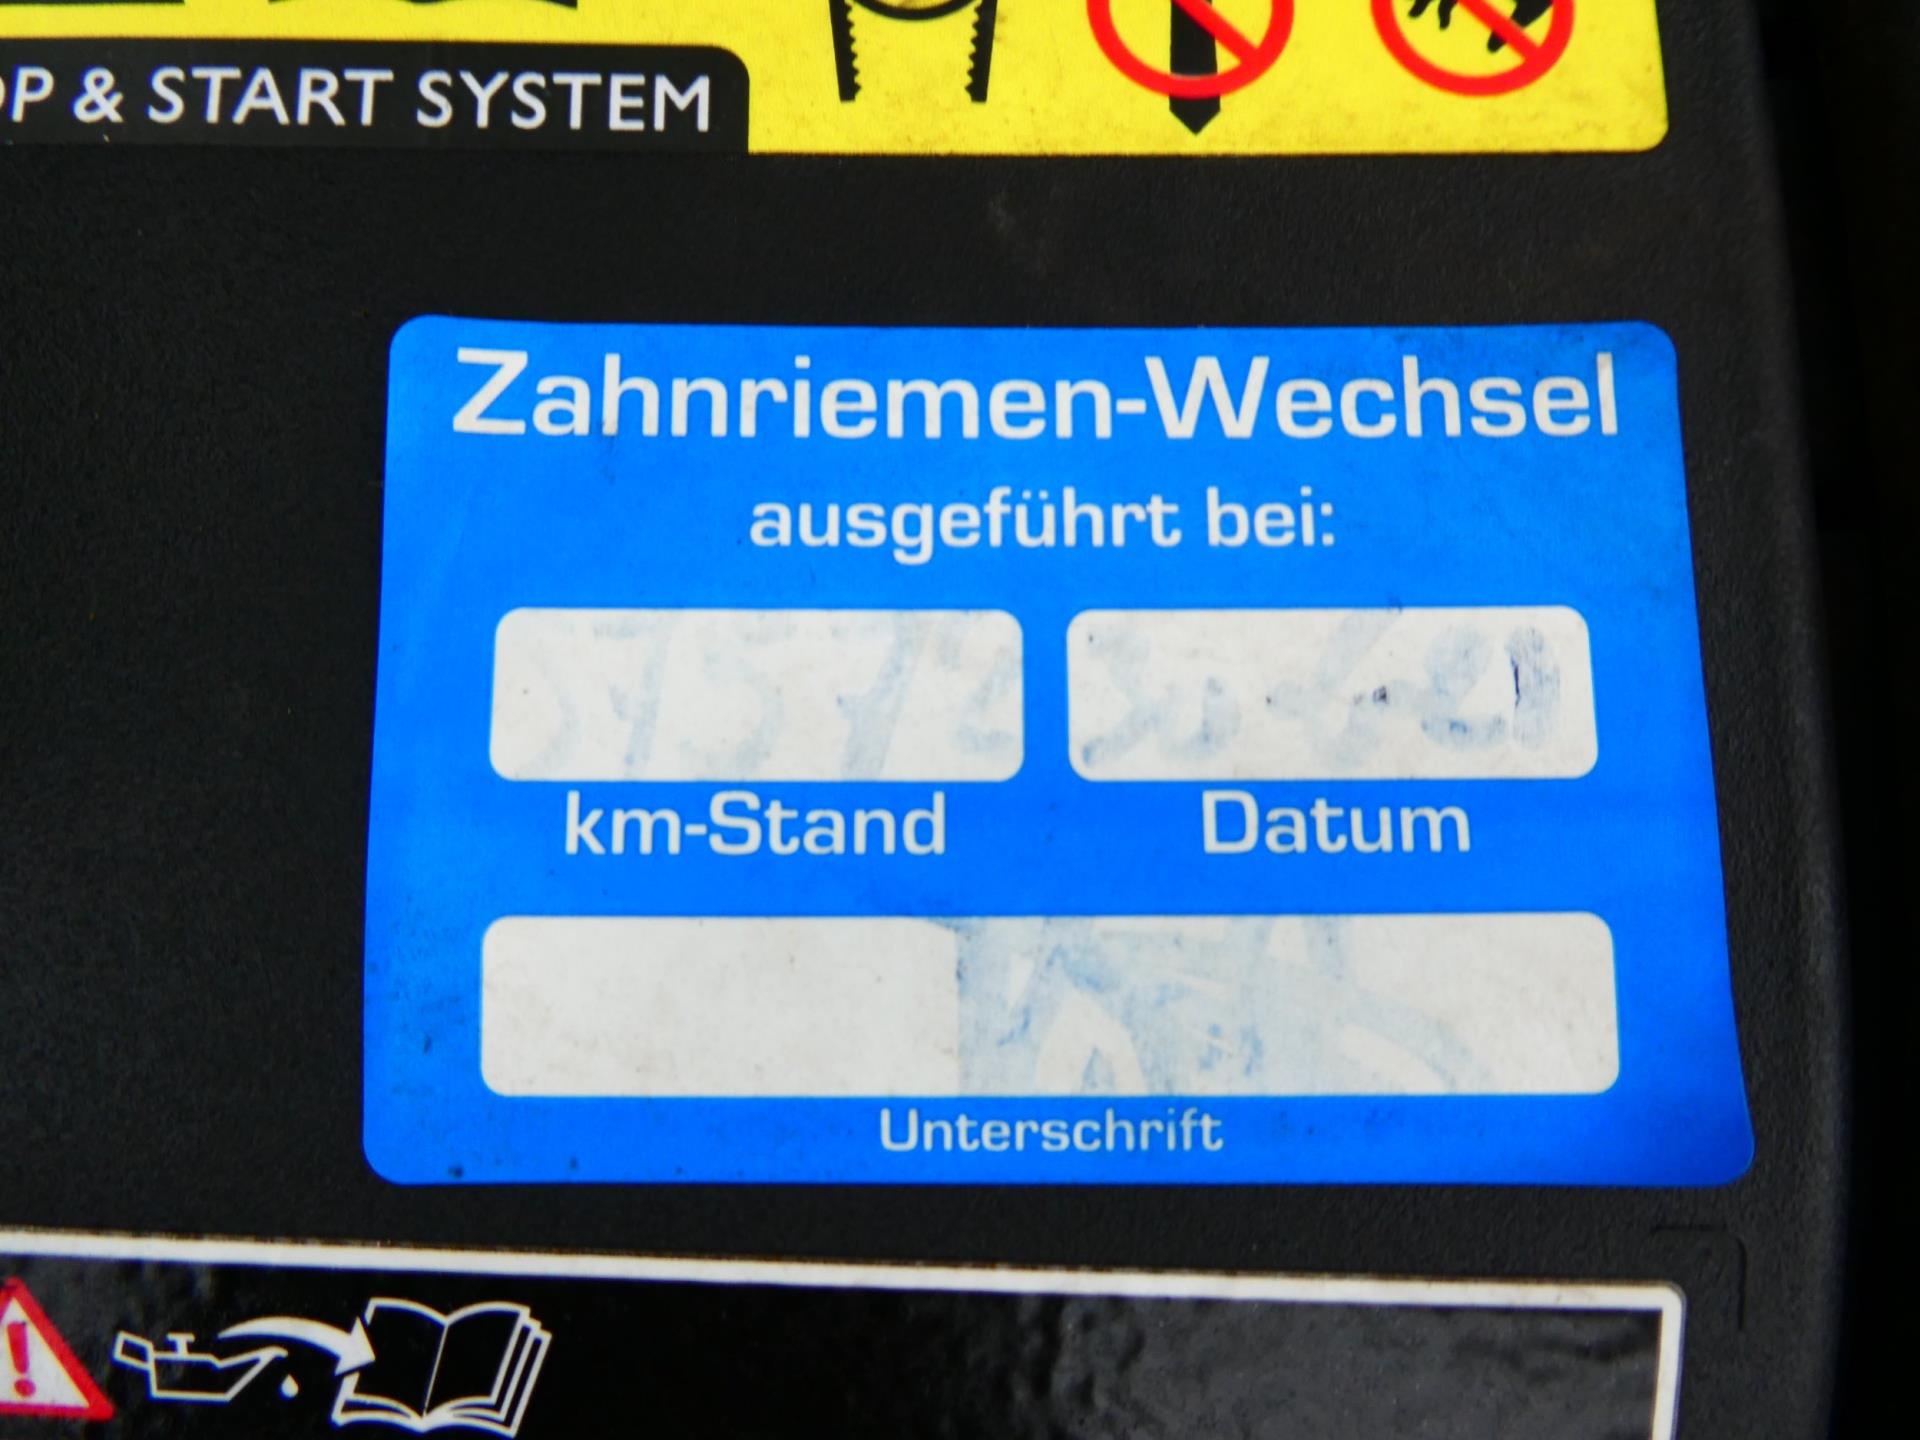 & START SYSTEM
Zahnriemen-Wechsel
ausgeführt bei:
km-Stand Datum
Unterschrift